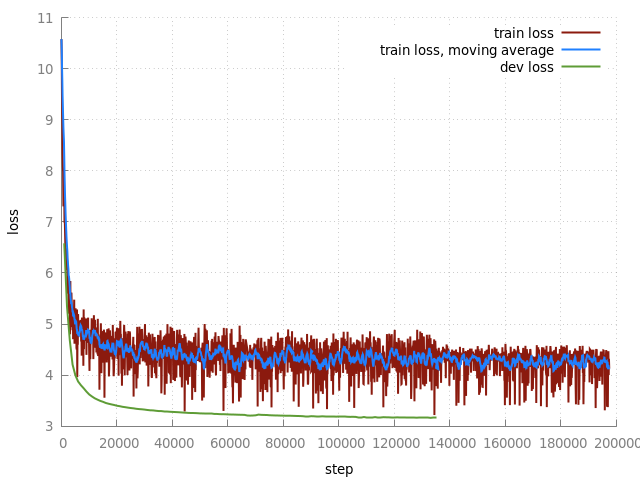 11
10
9
8
7
6
5
4
3
loss
train loss
train loss, moving average
dev loss
0 20000 40000 60000 80000 100000 120000 140000 160000 180000 200000
step